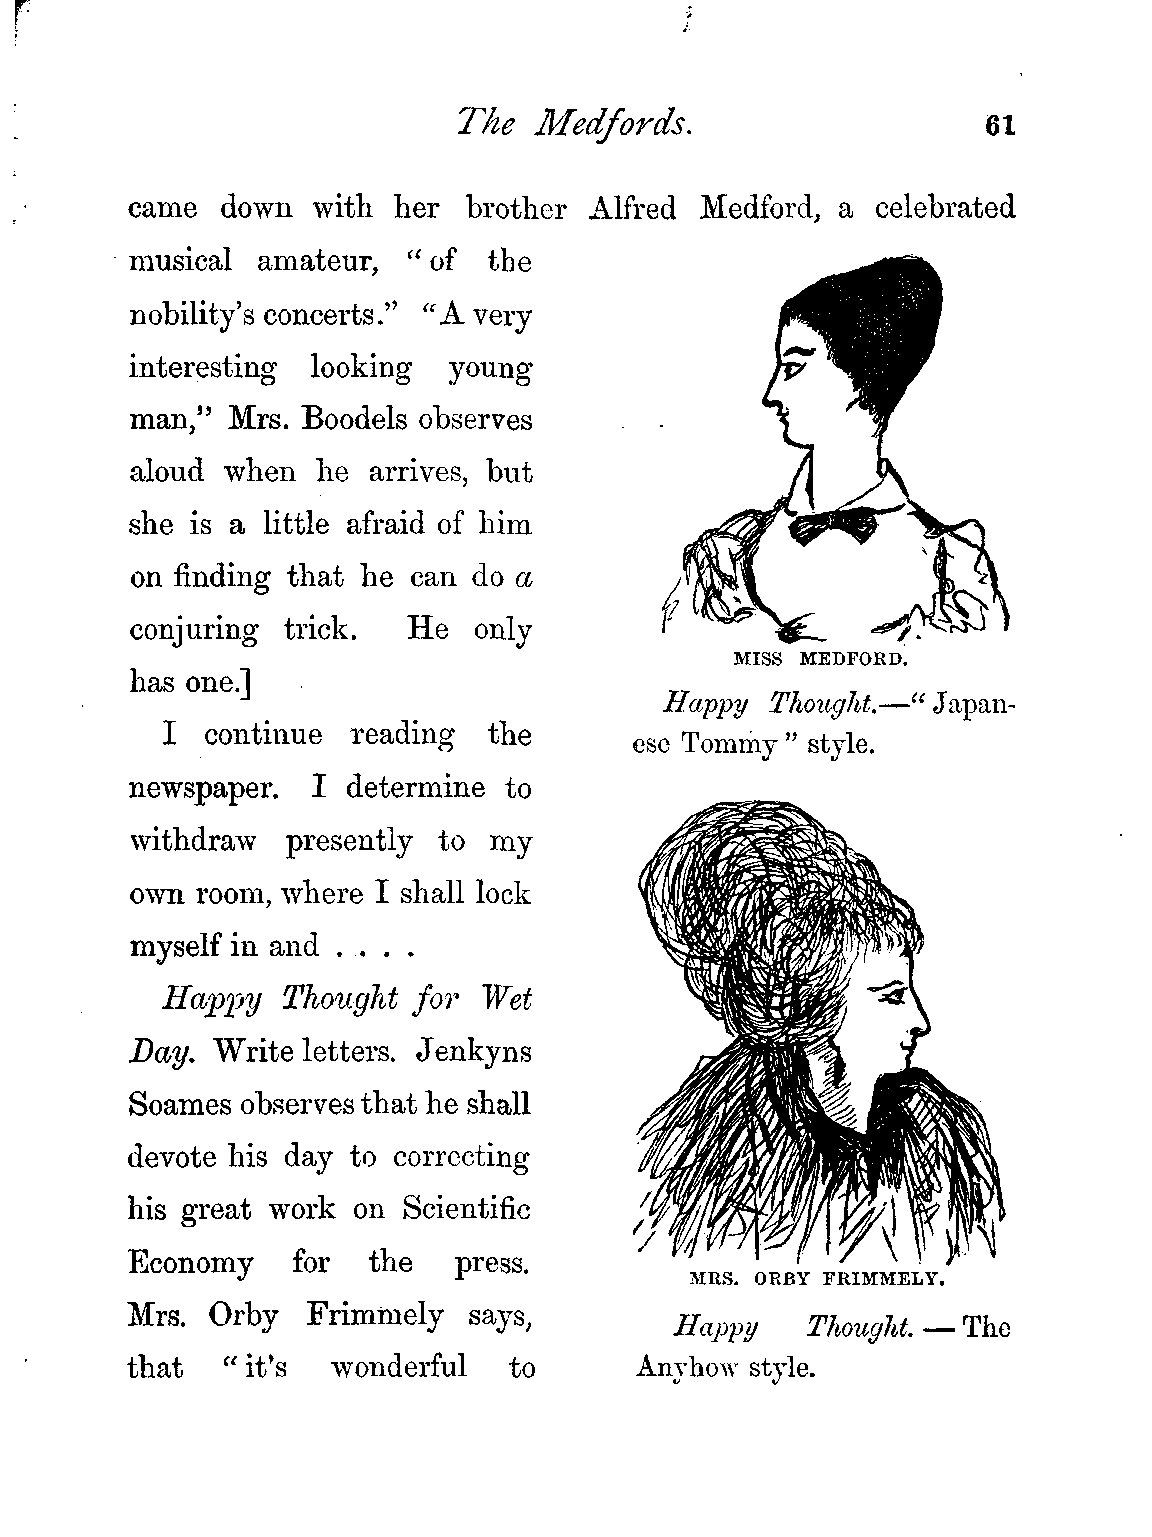 The Medfords. 61
came down with her brother Alfred Medford, a celebrated
musical amateur, “of the
nobility's concerts.” “A very
interesting looking young
man,” Mrs. Boodels observes
aloud when he arrives, but
she is a little afraid of him
on finding that he can do a
conjuring trick. He only
has one.]
I continue reading the
newspaper. I determine to
withdraw presently to my
own room, where I shall lock
myself in and . . . .
Happy Thought for Wet
Day. Write letters. Jenkyns
Soames observes that he shall
devote his day to correcting
his great work on Scientific
Economy for the press.
Mrs. Orby Frimmely says,
that “it's wonderful to
MISS MEDFORD.
Happy Thought.—“Japan-
ese Tommy” style.
MRS. ORBY FRIMMELY.
Happy Thought. — The
Anyhow style.